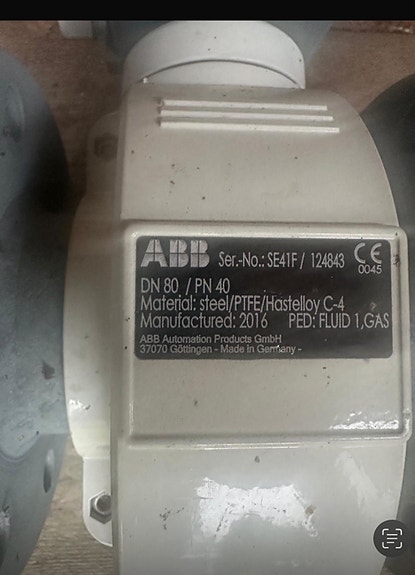 ABB Ser.-No.: SE41F / 124843 CE
0045
DN 80 / PN 40
Material: steel/PTFE/Hastelloy C-4
Manufactured: 2016 PED: FLUID 1,GAS
ABB Automation Products GmbH
37070 Göttingen - Made in Germany -